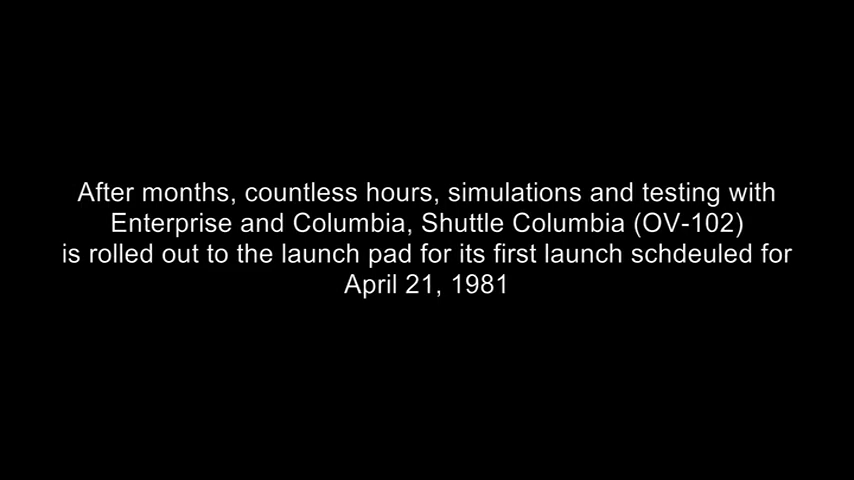 After months, countless hours, simulations and testing with
Enterprise and Columbia, Shuttle Columbia (OV-102)
is rolled out to the launch pad for its first launch schdeuled for
April 21, 1981